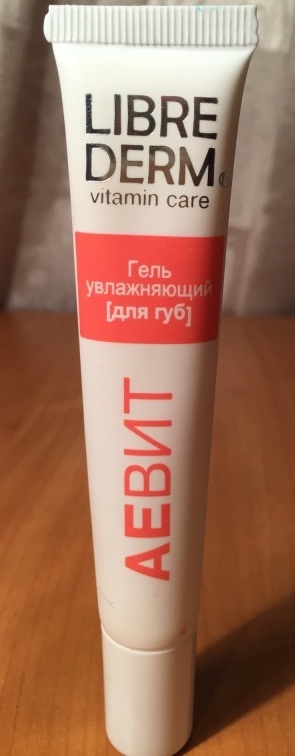 LIBRE
DERM®
vitamin care
Гель
увлажняющий
[для губ]
АЕВИТ